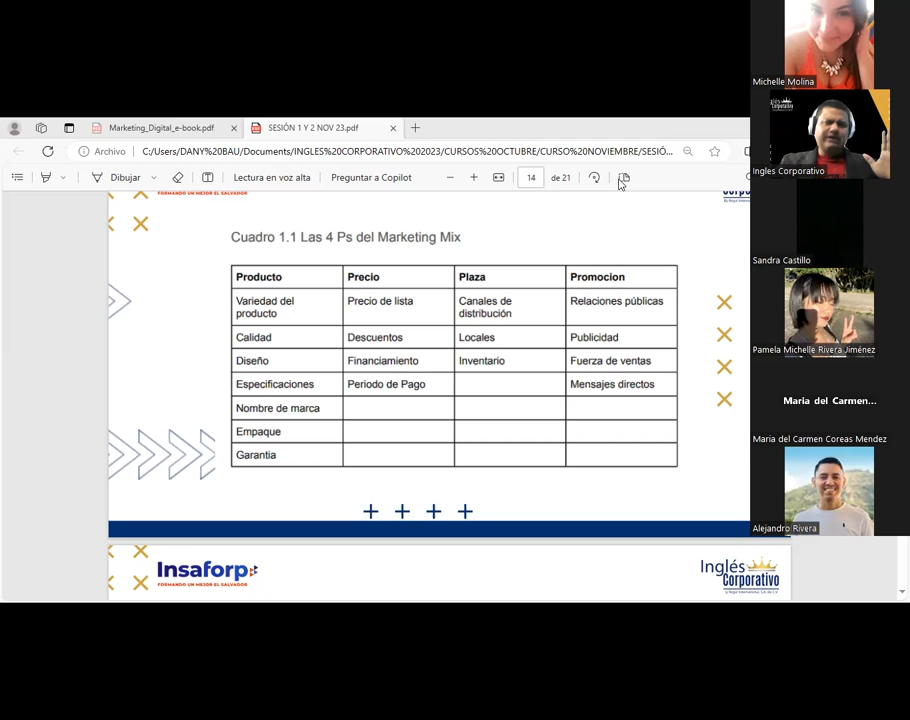 Marketing_Digital_e-book.pdf
SESIÓN 1 Y 2 NOV 23.pdf
Archivo
C:/Users/DANY%20BAU/Documents/INGLES%20CORPORATIVO%202023/CURSOS%20OCTUBRE/CURSO%20NOVIEMBRE/SESIÓ...
Dibujar
Lectura en voz alta
Preguntar a Copilot
14
de 21
FORMANDO UN MEJOR EL SALVADOR
Cuadro 1.1 Las 4 Ps del Marketing Mix
Producto
Precio
Plaza
Promocion
Variedad del
producto
Precio de lista
Canales de
distribución
Relaciones públicas
Calidad
Descuentos
Locales
Publicidad
Diseño
Financiamiento
Inventario
Fuerza de ventas
Especificaciones
Periodo de Pago
Mensajes directos
Nombre de marca
Empaque
Garantia
Insaforp
FORMANDO UN MEJOR EL SALVADOR
Inglés
Corporativo
Michelle Molina
Ingles Corporativo
Sandra Castillo
Pamela Michelle Rivera Jiménez
Maria del Carmen...
Maria del Carmen Coreas Mendez
Alejandro Rivera